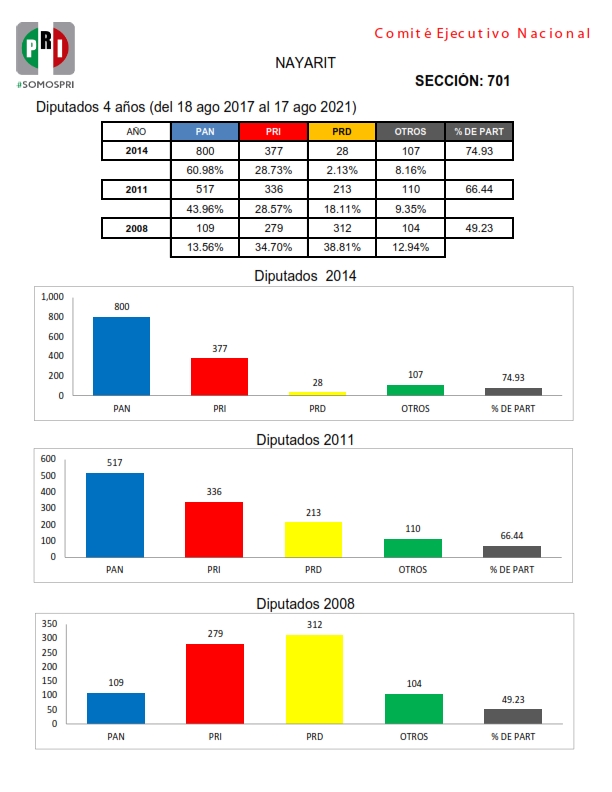 PRI
#SOMOSPRI
Comité Ejecutivo Nacional
NAYARIT
SECCIÓN: 701
Diputados 4 años (del 18 ago 2017 al 17 ago 2021)
AÑO PAN PRI PRD OTROS % DE PART
2014 800 377 28 107 74.93
60.98% 28.73% 2.13% 8.16%
2011 517 336 213 110 66.44
43.96% 28.57% 18.11% 9.35%
2008 109 279 312 104 49.23
13.56% 34.70% 38.81% 12.94%
Diputados 2014
1,000
800
600
400
200
0
800 377 28 107 74.93
PAN PRI PRD OTROS % DE PART
Diputados 2011
600
500
400
300
200
100
0
517 336 213 110 66.44
PAN PRI PRD OTROS % DE PART
Diputados 2008
350
300
250
200
150
100
50
0
109 279 312 104 49.23
PAN PRI PRD OTROS % DE PART